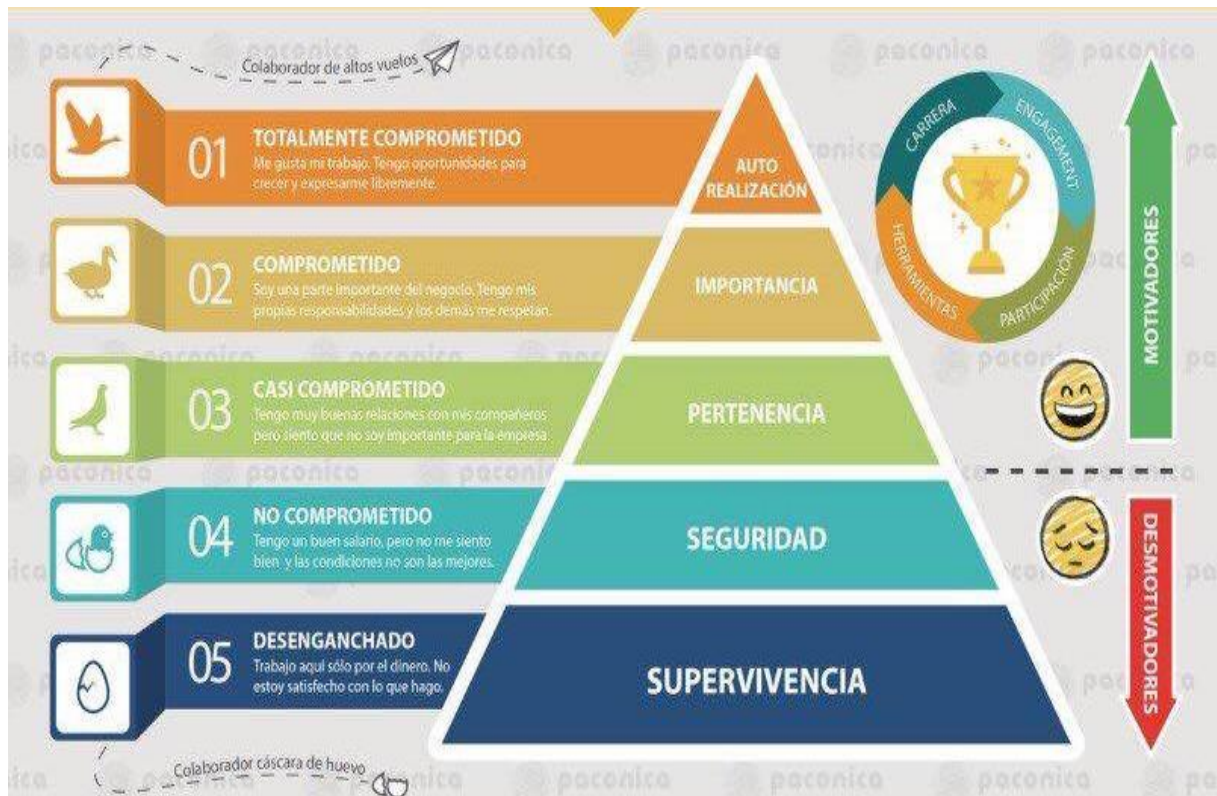 Colaborador de altos vuelos
01
TOTALMENTE COMPROMETIDO
Me gusta mi trabajo. Tengo oportunidades para
crecer y expresarme libremente.
02
COMPROMETIDO
Soy una parte importante del negocio. Tengo mis
propias responsabilidades y los demás me respetan.
03
CASI COMPROMETIDO
Tengo muy buenas relaciones con mis compañeros
pero siento que no soy importante para la empresa
04
NO COMPROMETIDO
Tengo un buen salario, pero no me siento
bien y las condiciones no son las mejores.
05
DESENGANCHADO
Trabajo aquí sólo por el dinero. No
estoy satisfecho con lo que hago.
Colaborador cáscara de huevo
AUTO
REALIZACIÓN
IMPORTANCIA
PERTENENCIA
SEGURIDAD
SUPERVIVENCIA
CARRERA
ENGAGEMENT
PARTICIPACIÓN
HERRAMIENTAS
MOTIVADORES
DESMOTIVADORES
paconica